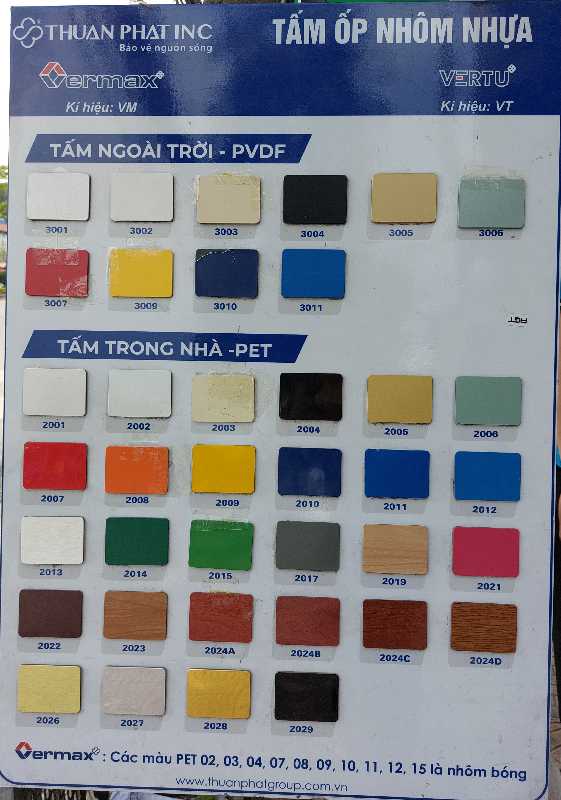 THUAN PHAT INC
Bảo vệ nguồn sống
TẤM ỐP NHÔM NHỰA
Vermax
Kí hiệu: VM
VERTU
Kí hiệu: VT
TẤM NGOÀI TRỜI - PVDF
3001 3002 3003 3004 3005 3006
3007 3009 3010 3011
TẤM TRONG NHÀ -PET
2001 2002 2003 2004 2005 2006
2007 2008 2009 2010 2011 2012
2013 2014 2015 2017 2019 2021
2022 2023 2024A 2024B 2024C 2024D
2026 2027 2028 2029
Vermax : Các màu PET 02, 03, 04, 07, 08, 09, 10, 11, 12, 15 là nhôm bóng
www.thuanphatgroup.com.vn